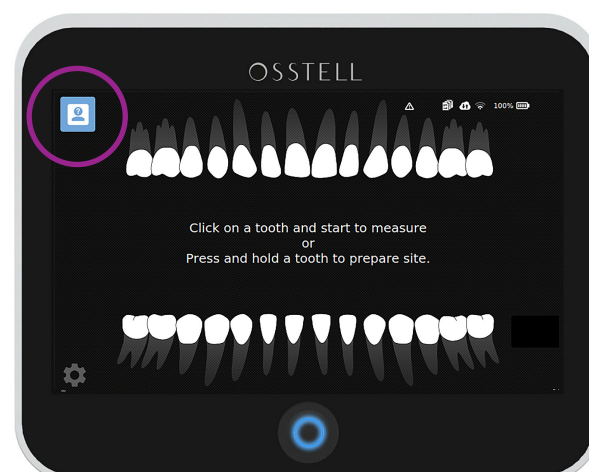 OSSTELL
100%
Click on a tooth and start to measure
or
Press and hold a tooth to prepare site.